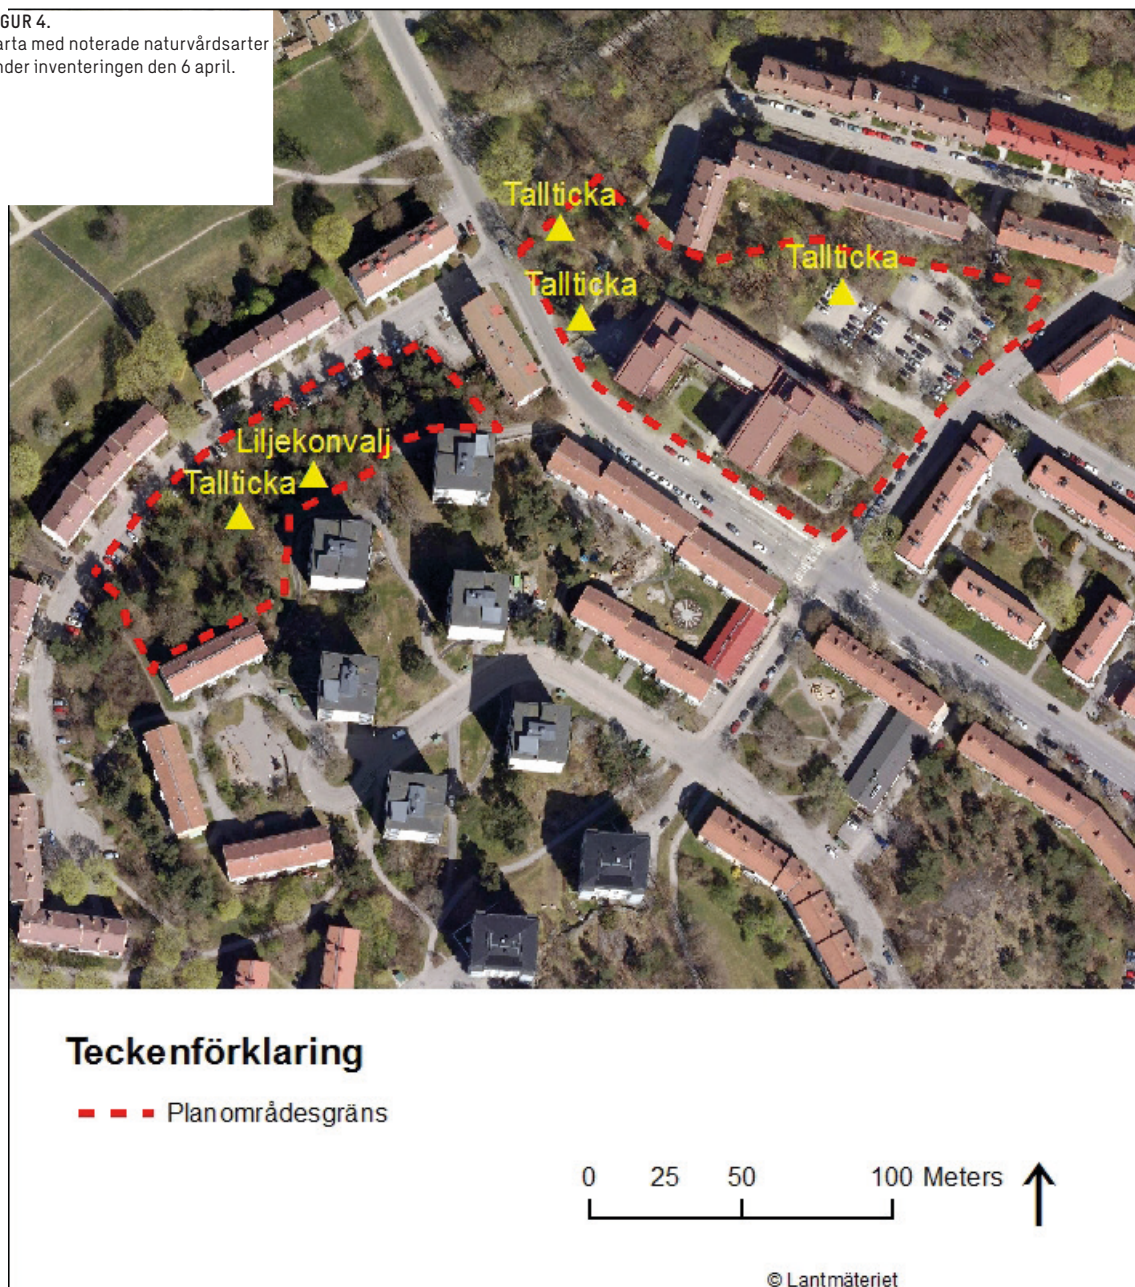 GUR 4.
arta med noterade naturvårdsarter
nder inventeringen den 6 april.
Tallticka
Tallticka
Tallticka
Liljekonvalj
Tallticka
Teckenförklaring
Planområdesgräns
0 25 50 100 Meters
© Lantmäteriet